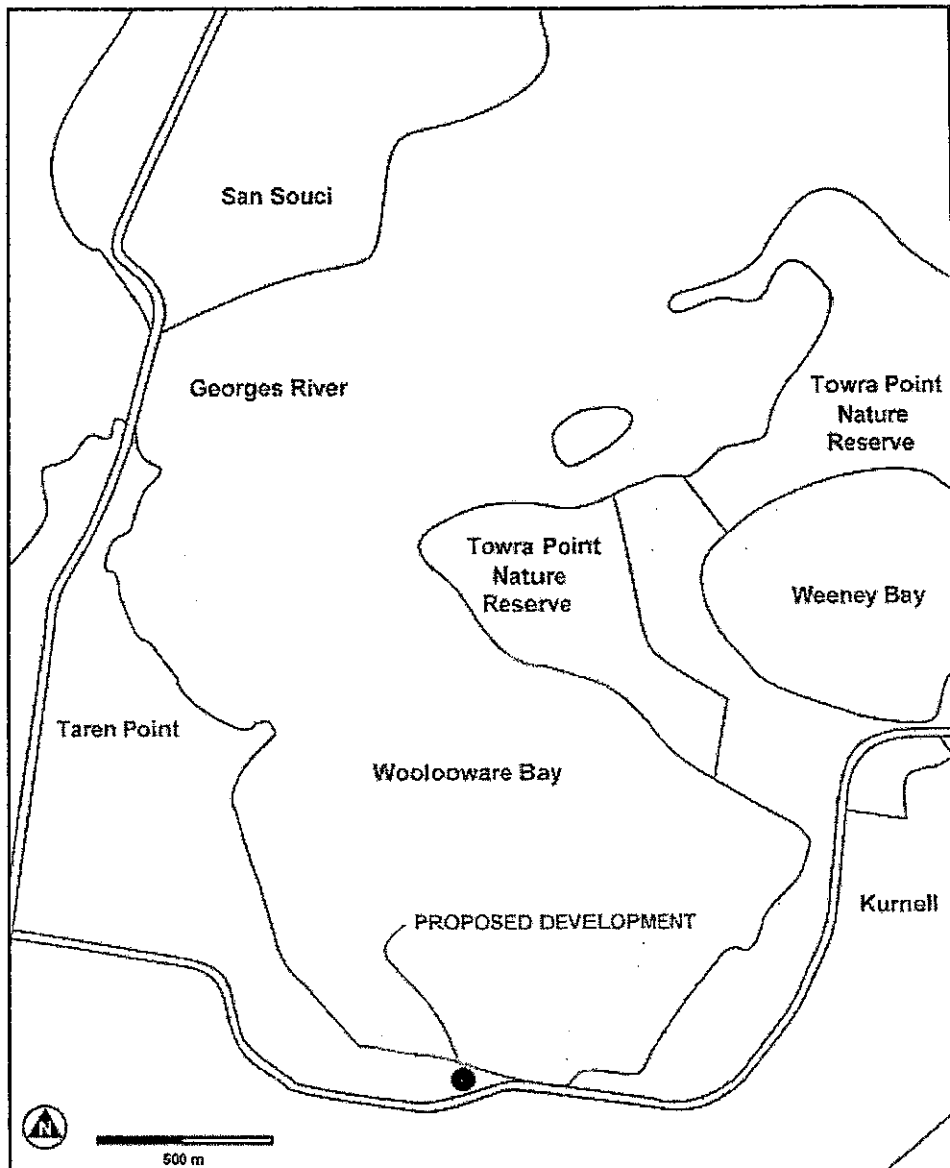 San Souci
Georges River
Towra Point
Nature
Reserve
Towra Point
Nature
Reserve
Weeney Bay
Taren Point
Woolooware Bay
Kurnell
PROPOSED DEVELOPMENT
N
500 m